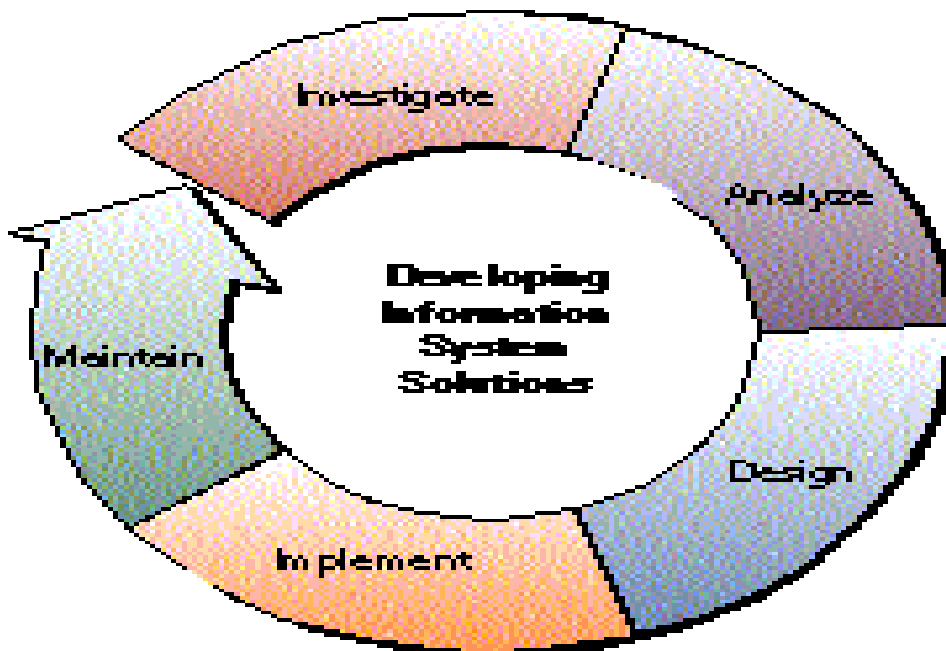 Investigate
Analyze
Developing
Information
System
Solutions
Maintain
Design
Implement